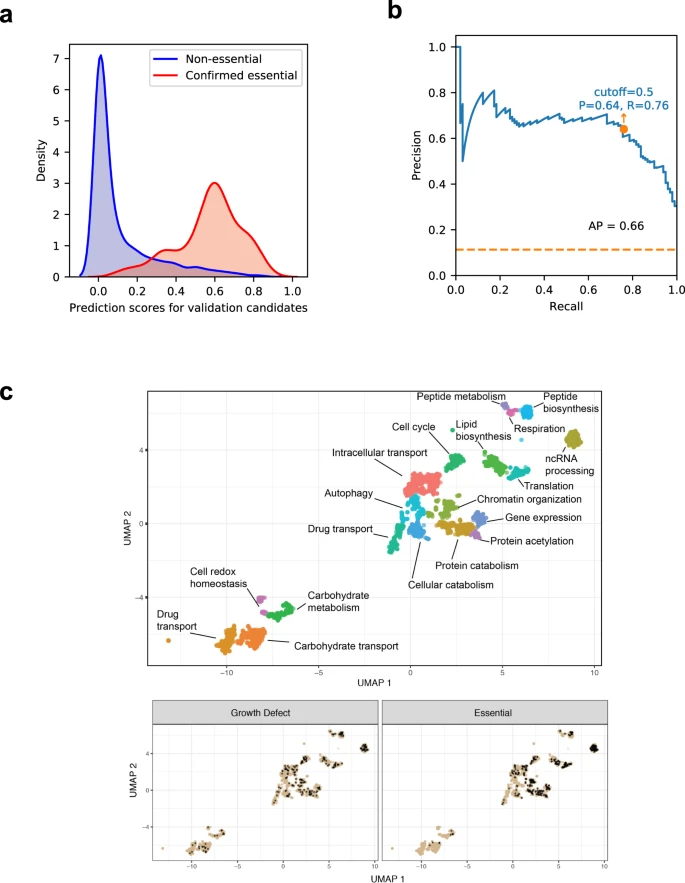 a
7
6
5
4
3
2
1
0
Density
Non-essential
Confirmed essential
0.0 0.2 0.4 0.6 0.8 1.0
Prediction scores for validation candidates
b
1.0
0.8
0.6
0.4
0.2
0.0
Precision
cutoff=0.5
P=0.64, R=0.76
AP = 0.66
0.0 0.2 0.4 0.6 0.8 1.0
Recall
c
Peptide metabolism
Peptide
biosynthesis
Cell cycle
Lipid
biosynthesis
Respiration
Intracellular transport
ncRNA
processing
Translation
Autophagy
Chromatin organization
Gene expression
Drug transport
Protein acetylation
Protein catabolism
Cellular catabolism
Cell redox
homeostasis
Carbohydrate
metabolism
Drug
transport
Carbohydrate transport
4
0
−4
UMAP 2
−10 −5 0 5 10
UMAP 1
Growth Defect
Essential
4
0
−4
UMAP 2
−10 −5 0 5 10
−10 −5 0 5 10
UMAP 1